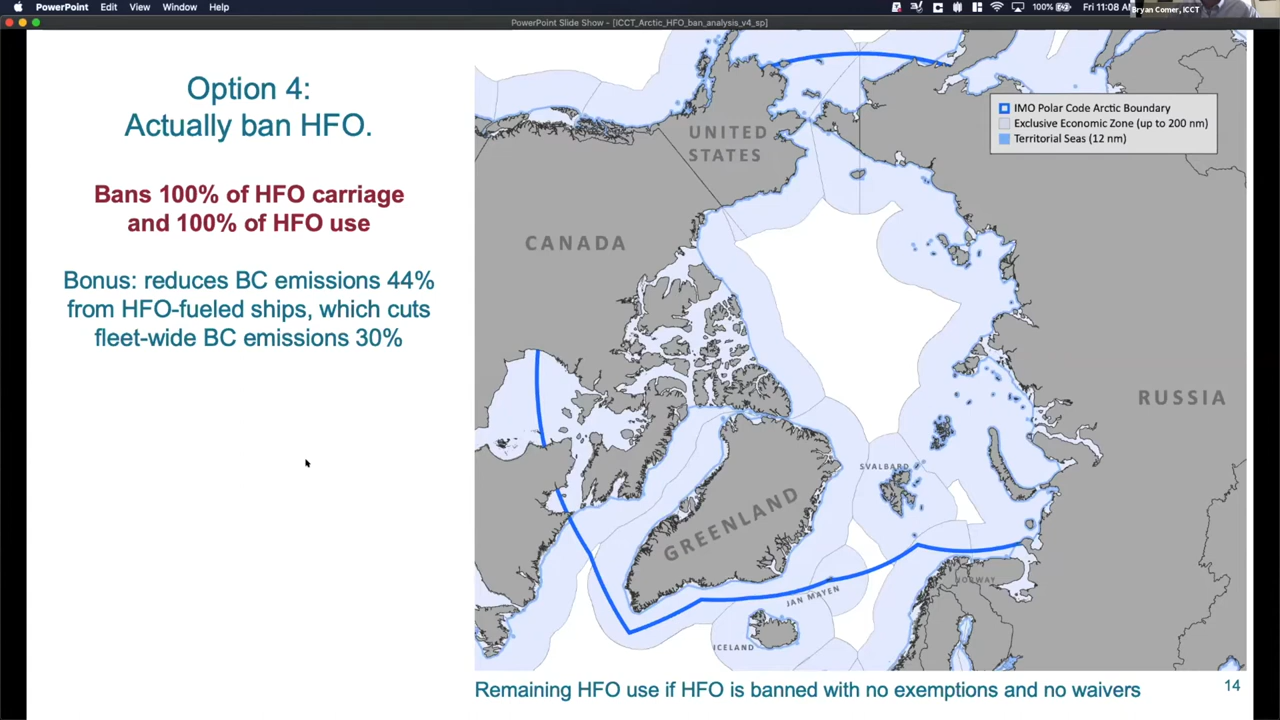 PowerPoint Edit View Window Help
100% Fri 11:08
Bryan Comer, ICCT
PowerPoint Slide Show - [ICCT_Arctic_HFO_ban_analysis_v4_sp]
Option 4:
Actually ban HFO.
Bans 100% of HFO carriage
and 100% of HFO use
Bonus: reduces BC emissions 44%
from HFO-fueled ships, which cuts
fleet-wide BC emissions 30%
IMO Polar Code Arctic Boundary
Exclusive Economic Zone (up to 200 nm)
Territorial Seas (12 nm)
UNITED
STATES
CANADA
RUSSIA
SVALBARD
GREENLAND
NORWAY
JAN MAYEN
ICELAND
Remaining HFO use if HFO is banned with no exemptions and no waivers
14